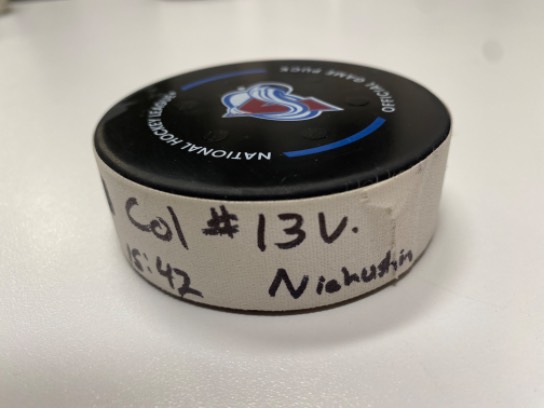 OFFICIAL GAME PUCK
NATIONAL HOCKEY LEAGUE
Col #13 V.
15:42 Nichushin